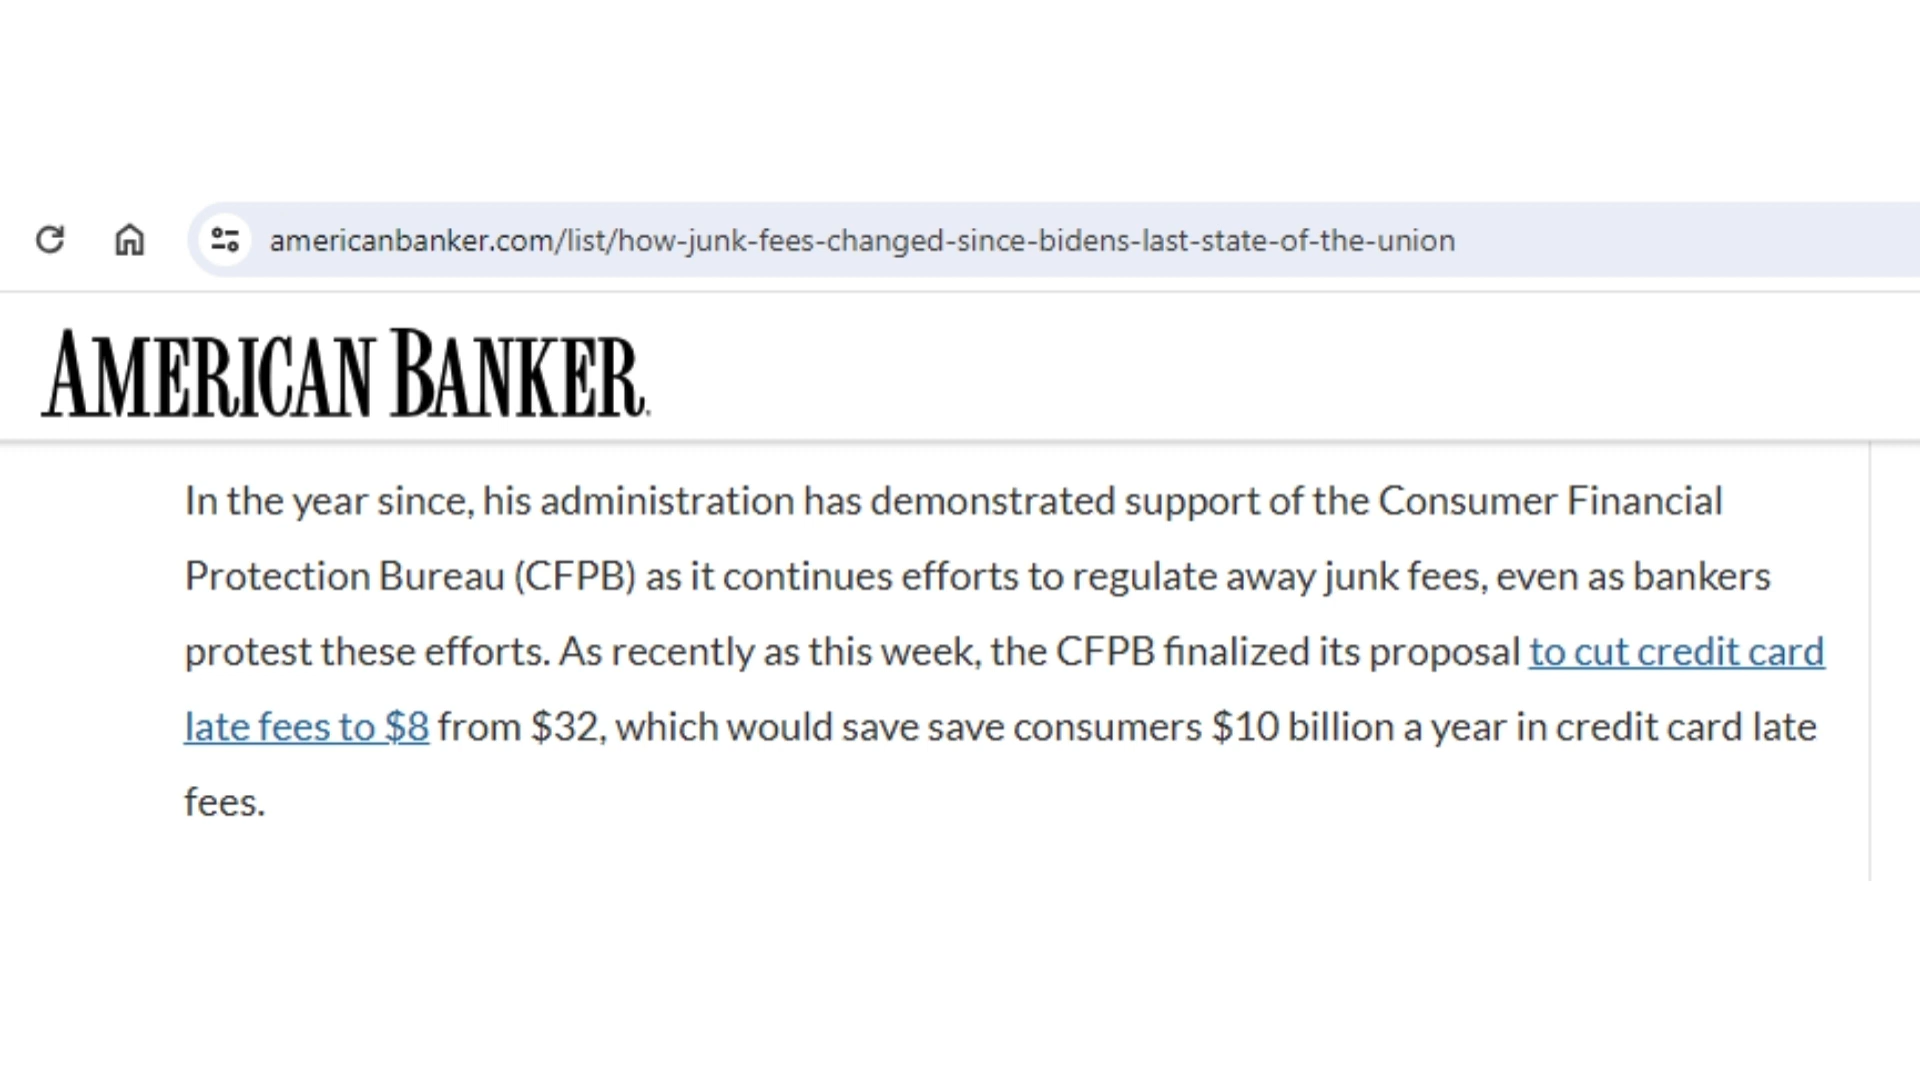 americanbanker.com/list/how-junk-fees-changed-since-bidens-last-state-of-the-union
AMERICAN BANKER.
In the year since, his administration has demonstrated support of the Consumer Financial
Protection Bureau (CFPB) as it continues efforts to regulate away junk fees, even as bankers
protest these efforts. As recently as this week, the CFPB finalized its proposal to cut credit card
late fees to $8 from $32, which would save save consumers $10 billion a year in credit card late
fees.